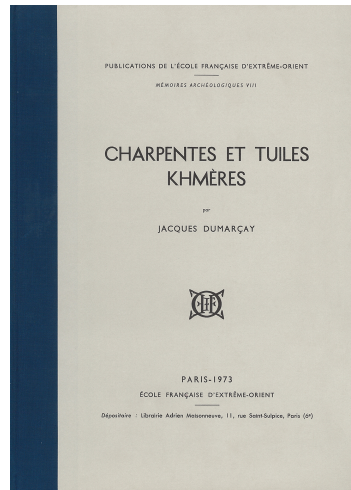 PUBLICATIONS DE L'ÉCOLE FRANÇAISE D'EXTRÊME-ORIENT
MÉMOIRES ARCHÉOLOGIQUES VIII
CHARPENTES ET TUILES
KHMÈRES
par
JACQUES DUMARÇAY
PARIS-1973
ÉCOLE FRANÇAISE D'EXTRÊME-ORIENT
Dépositaire : Librairie Adrien Maisonneuve, 11, rue Saint-Sulpice, Paris (6e)